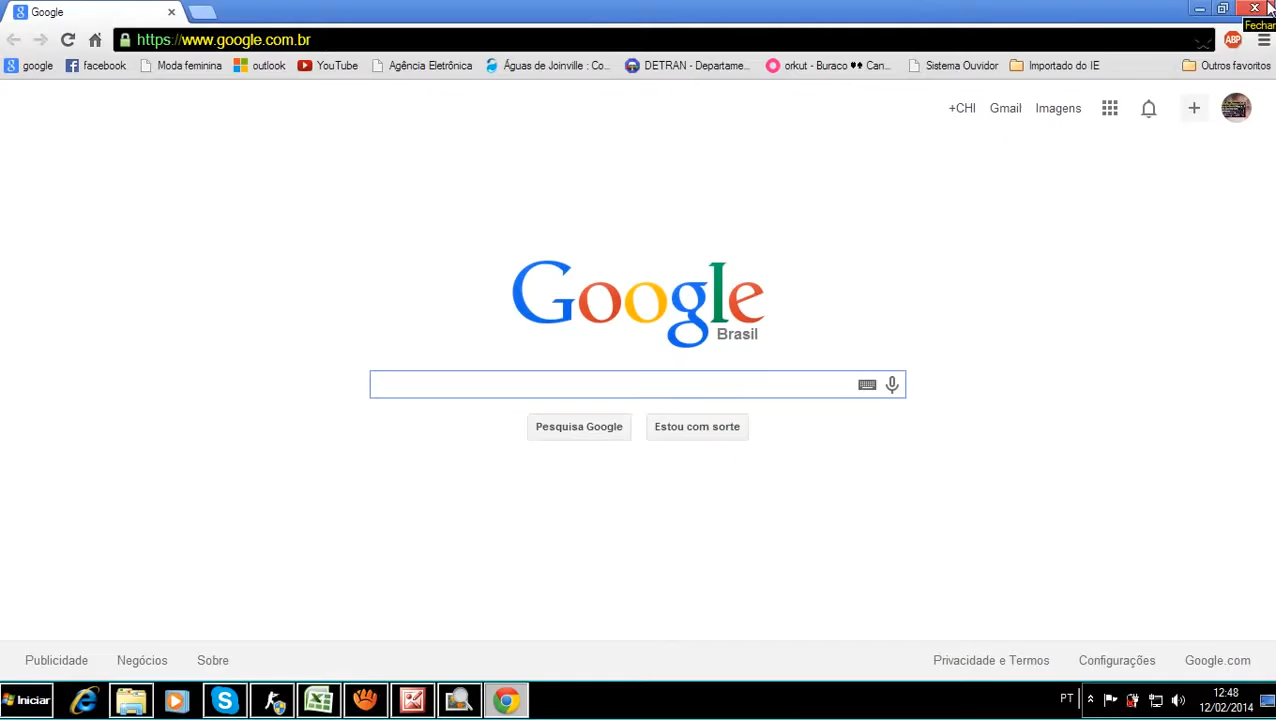 Google
Fechar
https://www.google.com.br
ABP
google facebook Moda feminina outlook YouTube Agência Eletrônica Águas de Joinville : Co... DETRAN - Departame... orkut - Buraco ♥♥ Can... Sistema Ouvidor Importado do IE Outros favoritos
+CHI Gmail Imagens
Google
Brasil
Pesquisa Google Estou com sorte
Publicidade Negócios Sobre Privacidade e Termos Configurações Google.com
Iniciar PT 12:48
12/02/2014